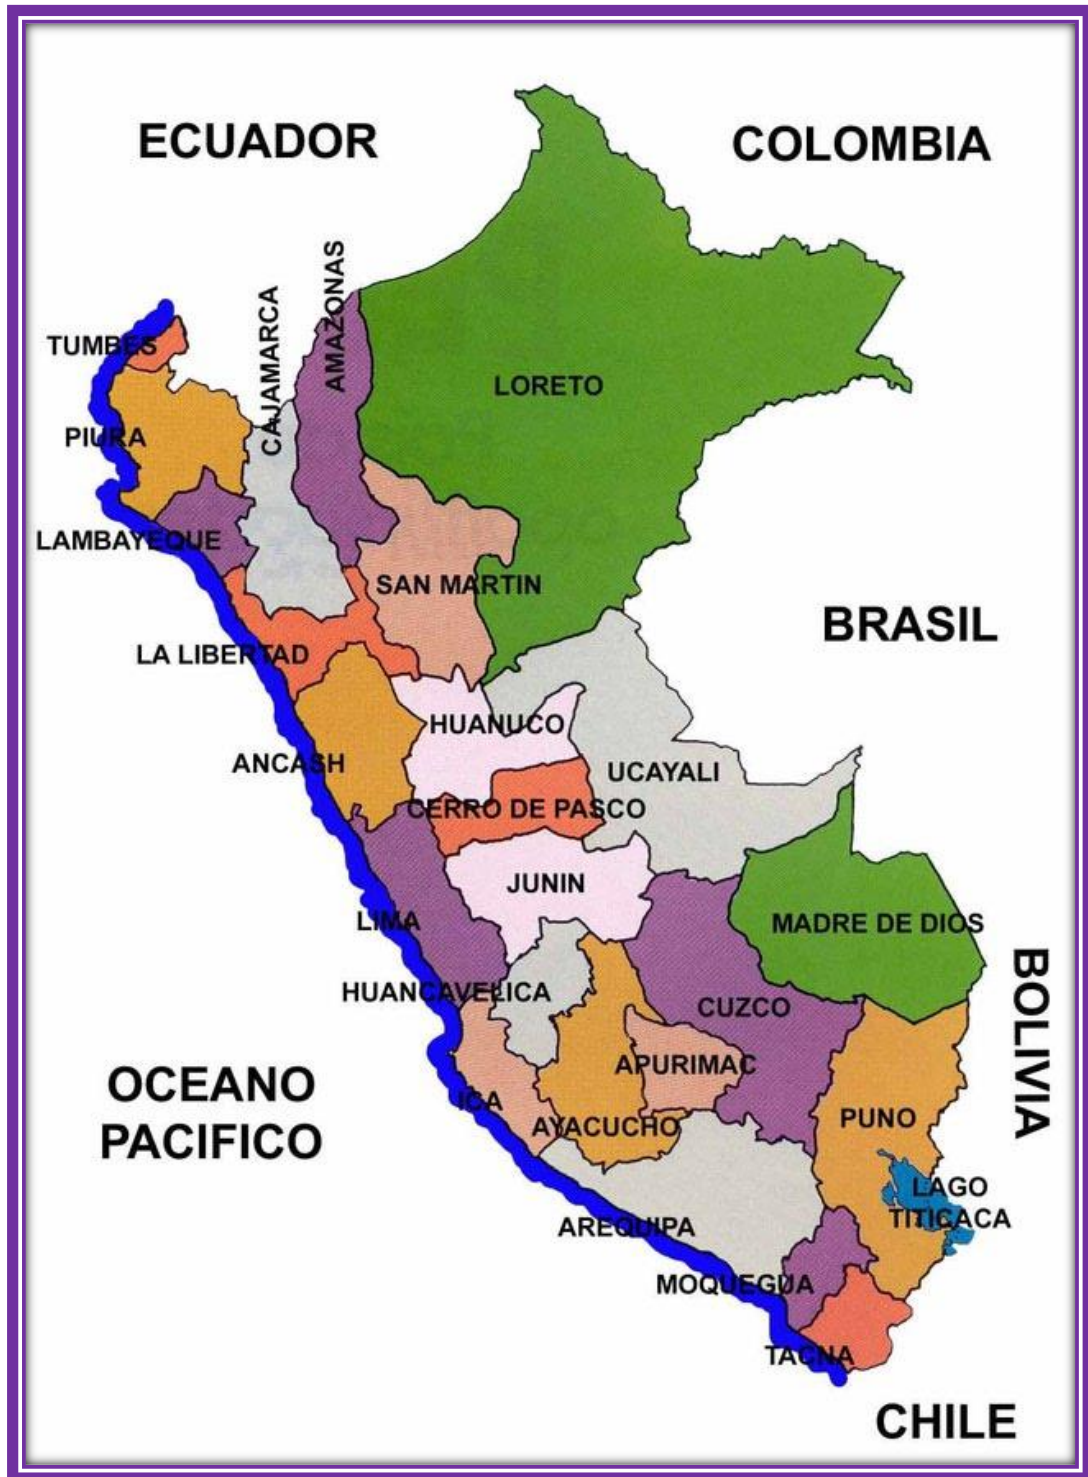 ECUADOR
COLOMBIA
AMAZONAS
CAJAMARCA
TUMBES
LORETO
PIURA
LAMBAYEQUE
SAN MARTIN
BRASIL
LA LIBERTAD
HUANUCO
ANCASH
UCAYALI
CERRO DE PASCO
JUNIN
LIMA
MADRE DE DIOS
BOLIVIA
HUANCAVELICA
CUZCO
APURIMAC
OCEANO
PACIFICO
ICA
AYACUCHO
PUNO
LAGO
TITICACA
AREQUIPA
MOQUEGUA
TACNA
CHILE